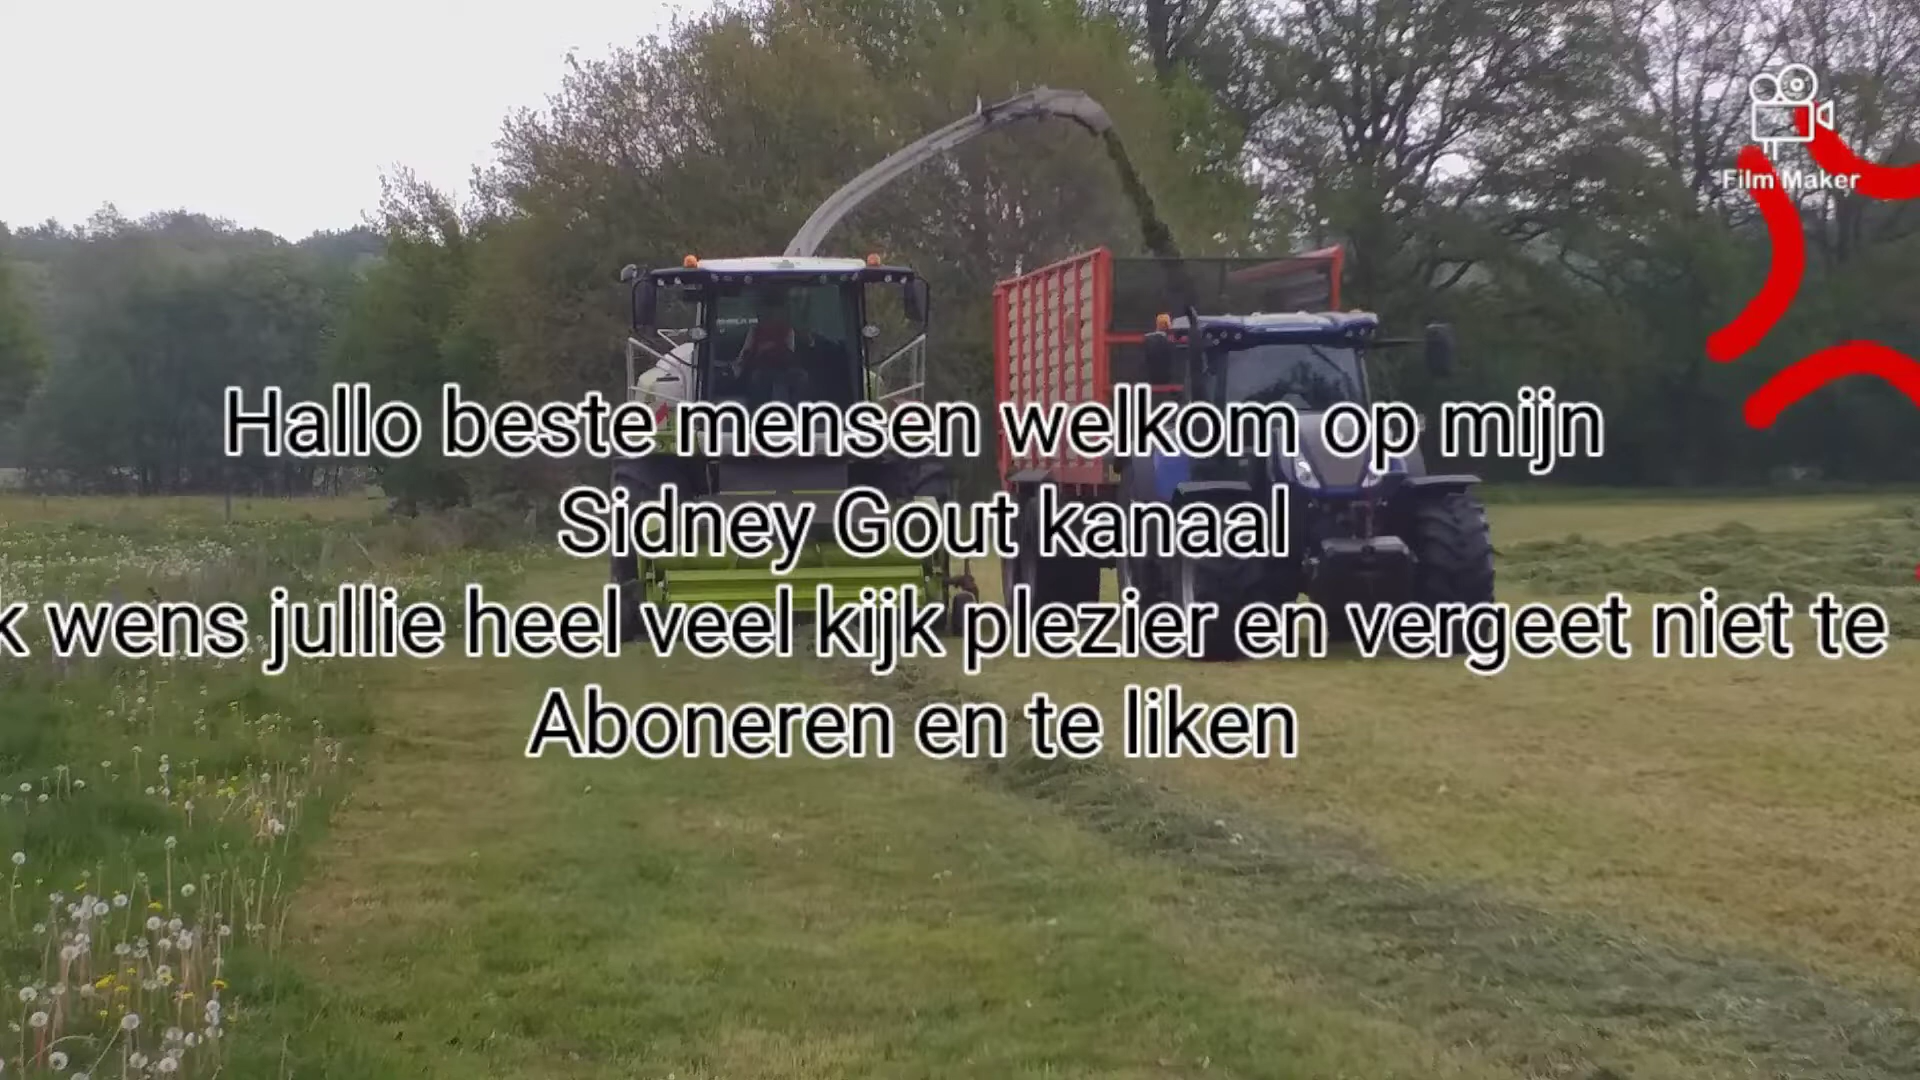 Film Maker
Hallo beste mensen welkom op mijn
Sidney Gout kanaal
k wens jullie heel veel kijk plezier en vergeet niet te
Aboneren en te liken